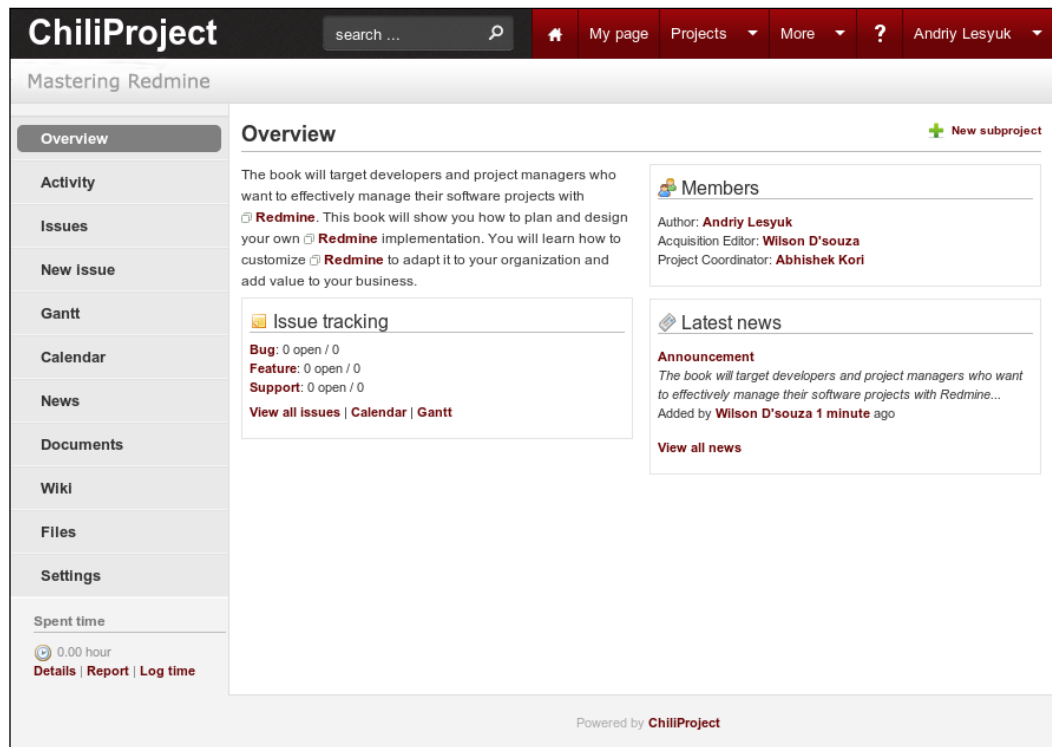 ChiliProject
search ...
My page
Projects
More
?
Andriy Lesyuk
Mastering Redmine
Overview
Activity
Issues
New issue
Gantt
Calendar
News
Documents
Wiki
Files
Settings
Spent time
0.00 hour
Details | Report | Log time
Overview
New subproject
The book will target developers and project managers who
want to effectively manage their software projects with
Redmine. This book will show you how to plan and design
your own Redmine implementation. You will learn how to
customize Redmine to adapt it to your organization and
add value to your business.
Issue tracking
Bug: 0 open / 0
Feature: 0 open / 0
Support: 0 open / 0
View all issues | Calendar | Gantt
Members
Author: Andriy Lesyuk
Acquisition Editor: Wilson D'souza
Project Coordinator: Abhishek Kori
Latest news
Announcement
The book will target developers and project managers who want
to effectively manage their software projects with Redmine...
Added by Wilson D'souza 1 minute ago
View all news
Powered by ChiliProject